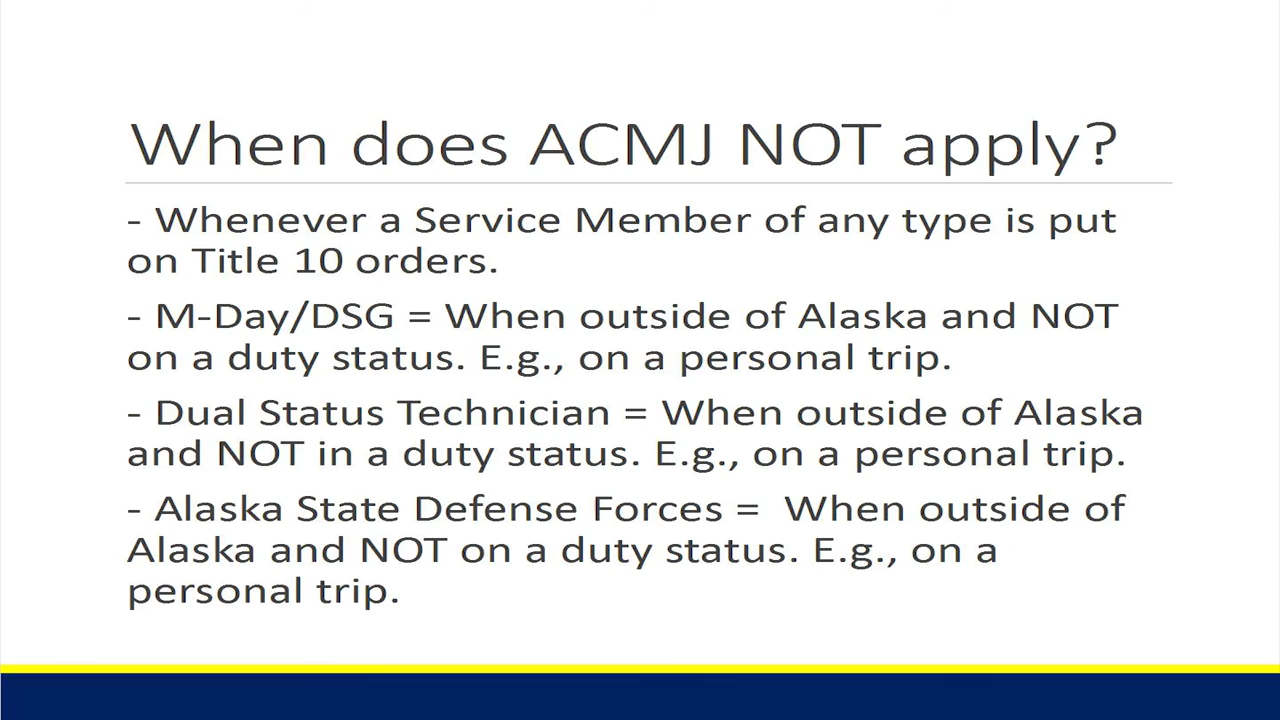 When does ACMJ NOT apply?
- Whenever a Service Member of any type is put
on Title 10 orders.
- M-Day/DSG = When outside of Alaska and NOT
on a duty status. E.g., on a personal trip.
- Dual Status Technician = When outside of Alaska
and NOT in a duty status. E.g., on a personal trip.
- Alaska State Defense Forces =  When outside of
Alaska and NOT on a duty status. E.g., on a
personal trip.